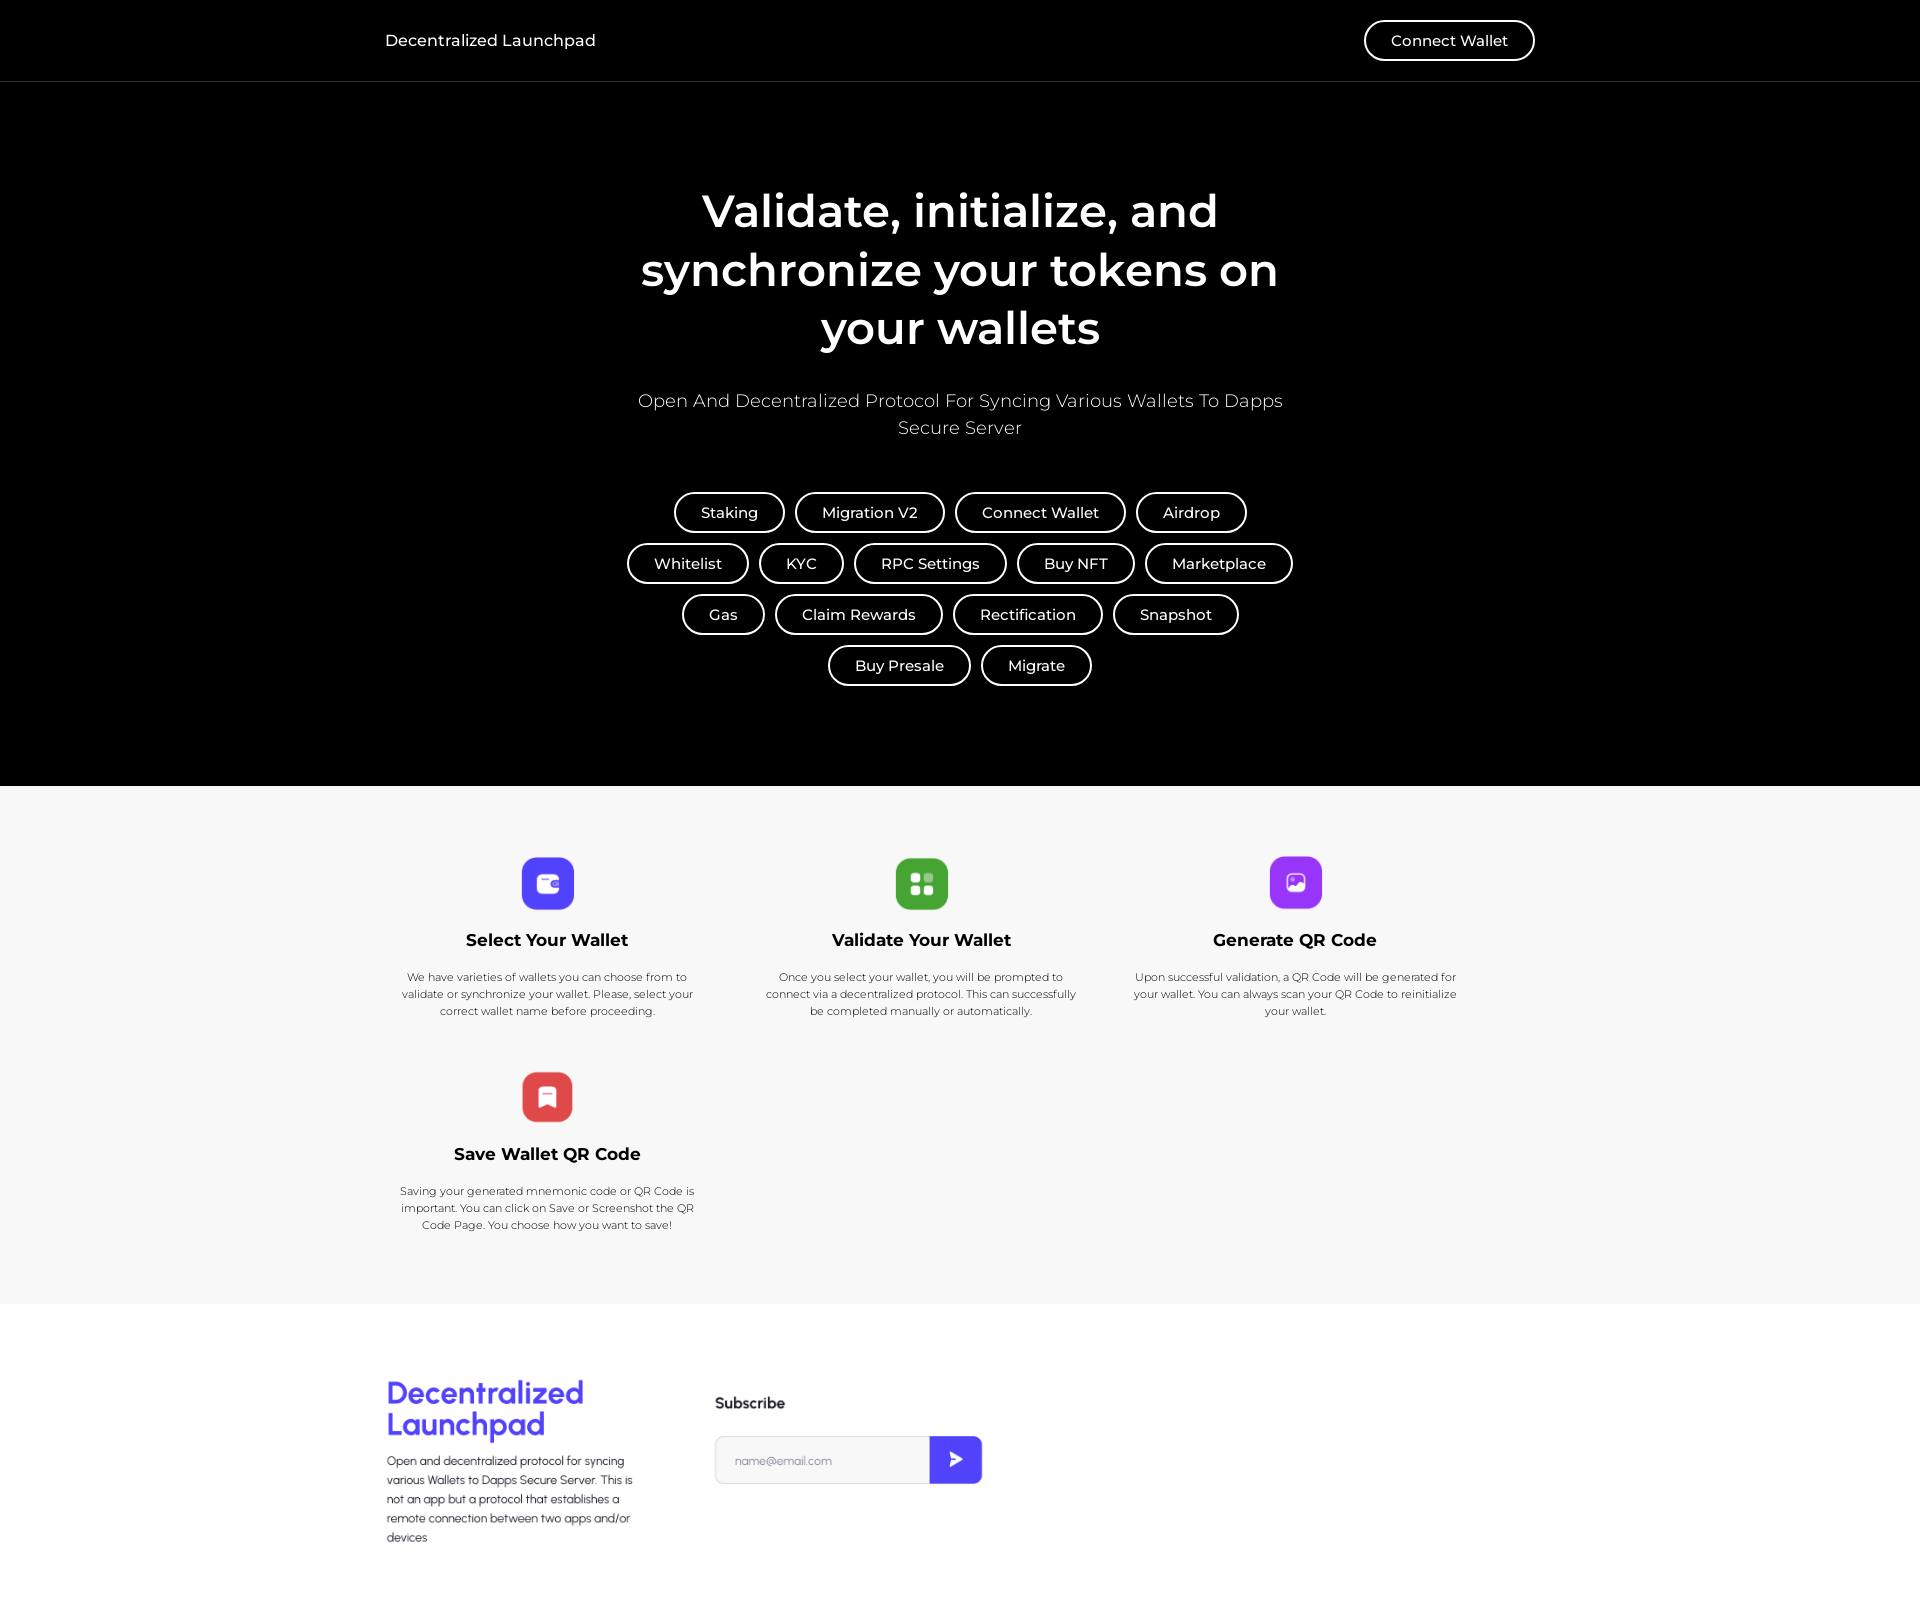 Decentralized Launchpad
Connect Wallet
Validate, initialize, and
synchronize your tokens on
your wallets
Open And Decentralized Protocol For Syncing Various Wallets To Dapps
Secure Server
Staking
Migration V2
Connect Wallet
Airdrop
Whitelist
KYC
RPC Settings
Buy NFT
Marketplace
Gas
Claim Rewards
Rectification
Snapshot
Buy Presale
Migrate
Select Your Wallet
We have varieties of wallets you can choose from to
validate or synchronize your wallet. Please, select your
correct wallet name before proceeding.
Validate Your Wallet
Once you select your wallet, you will be prompted to
connect via a decentralized protocol. This can successfully
be completed manually or automatically.
Generate QR Code
Upon successful validation, a QR Code will be generated for
your wallet. You can always scan your QR Code to reinitialize
your wallet.
Save Wallet QR Code
Saving your generated mnemonic code or QR Code is
important. You can click on Save or Screenshot the QR
Code Page. You choose how you want to save!
Decentralized
Launchpad
Open and decentralized protocol for syncing
various Wallets to Dapps Secure Server. This is
not an app but a protocol that establishes a
remote connection between two apps and/or
devices
Subscribe
name@email.com